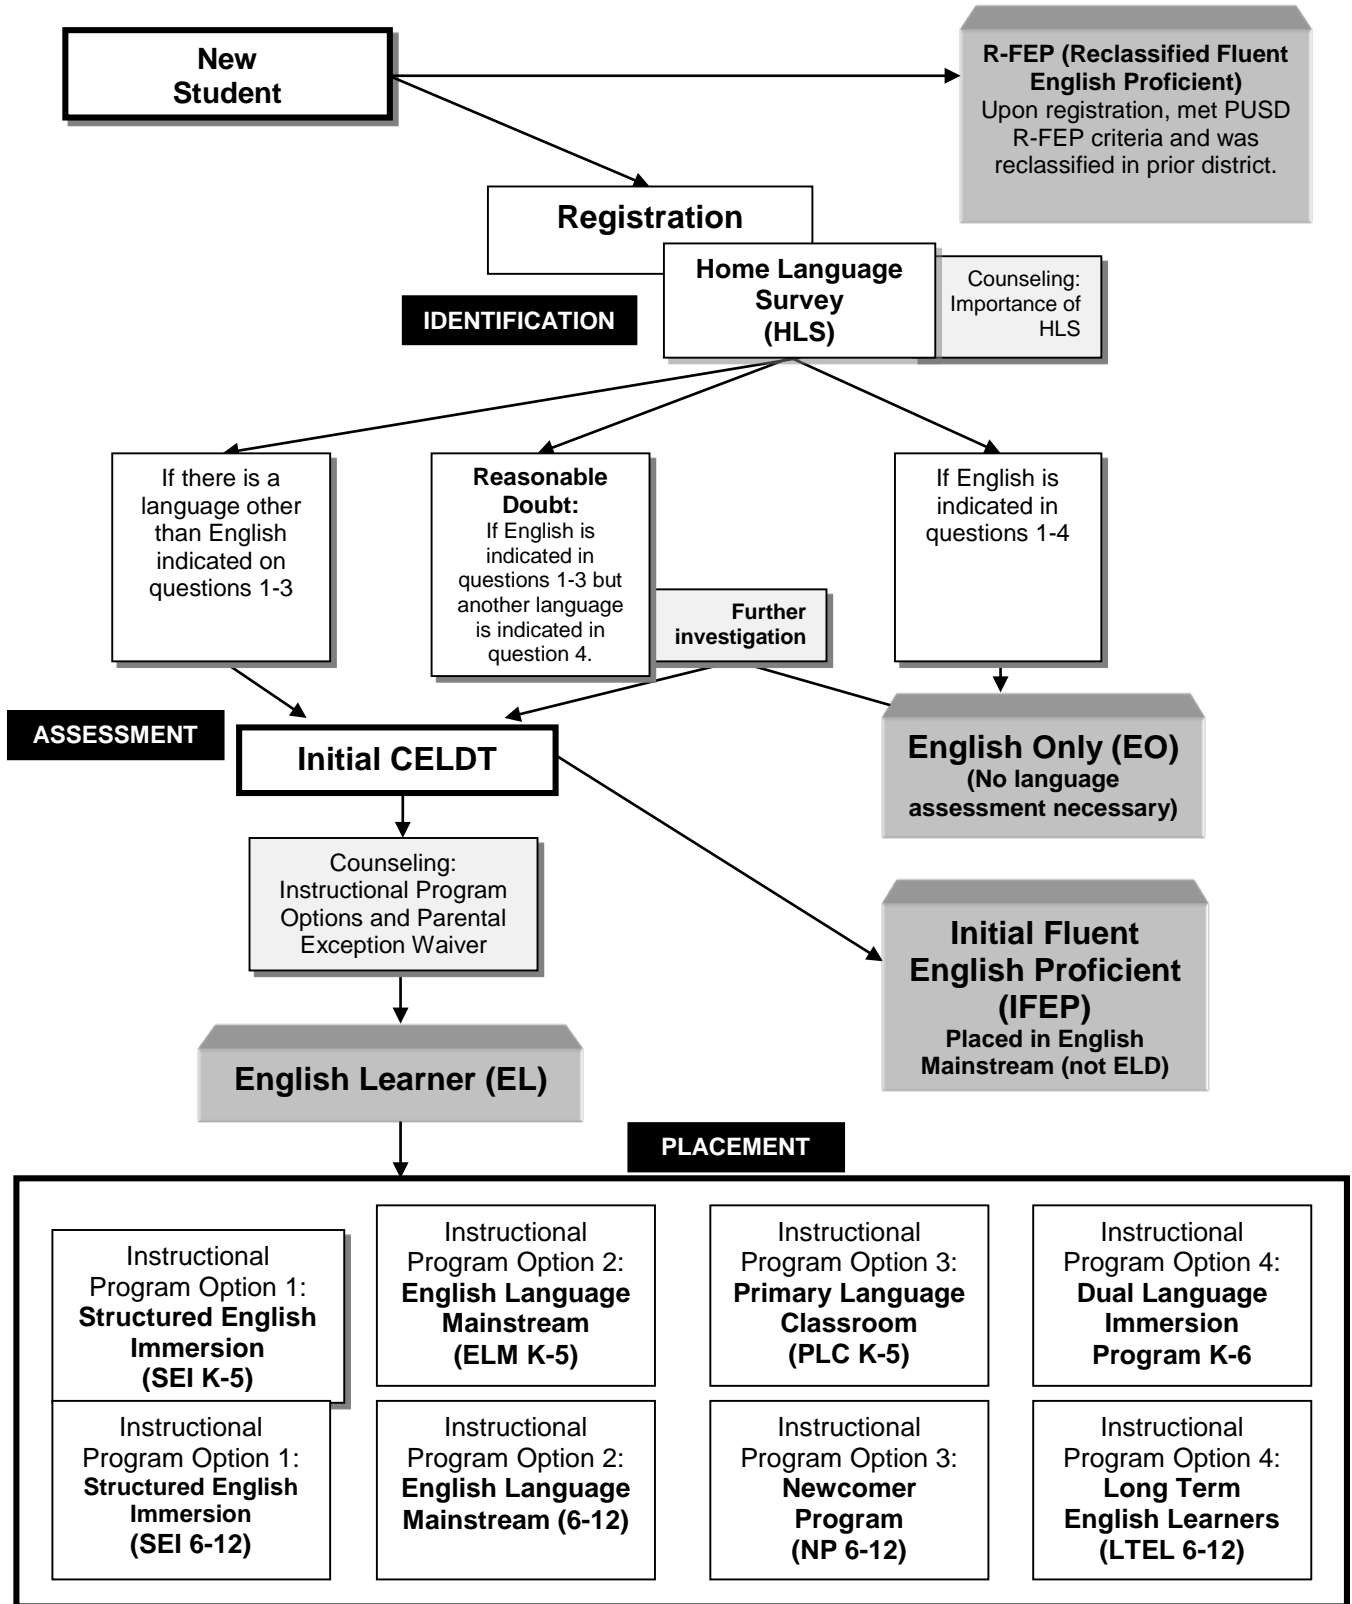 New
Student
R-FEP (Reclassified Fluent
English Proficient)
Upon registration, met PUSD
R-FEP criteria and was
reclassified in prior district.
Registration
Home Language
Survey
(HLS)
Counseling:
Importance of
HLS
IDENTIFICATION
If there is a
language other
than English
indicated on
questions 1-3
Reasonable
Doubt:
If English is
indicated in
questions 1-3 but
another language
is indicated in
question 4.
Further
investigation
If English is
indicated in
questions 1-4
ASSESSMENT
Initial CELDT
English Only (EO)
(No language
assessment necessary)
Counseling:
Instructional Program
Options and Parental
Exception Waiver
Initial Fluent
English Proficient
(IFEP)
Placed in English
Mainstream (not ELD)
English Learner (EL)
PLACEMENT
Instructional
Program Option 1:
Structured English
Immersion
(SEI K-5)
Instructional
Program Option 2:
English Language
Mainstream
(ELM K-5)
Instructional
Program Option 3:
Primary Language
Classroom
(PLC K-5)
Instructional
Program Option 4:
Dual Language
Immersion
Program K-6
Instructional
Program Option 1:
Structured English
Immersion
(SEI 6-12)
Instructional
Program Option 2:
English Language
Mainstream (6-12)
Instructional
Program Option 3:
Newcomer
Program
(NP 6-12)
Instructional
Program Option 4:
Long Term
English Learners
(LTEL 6-12)